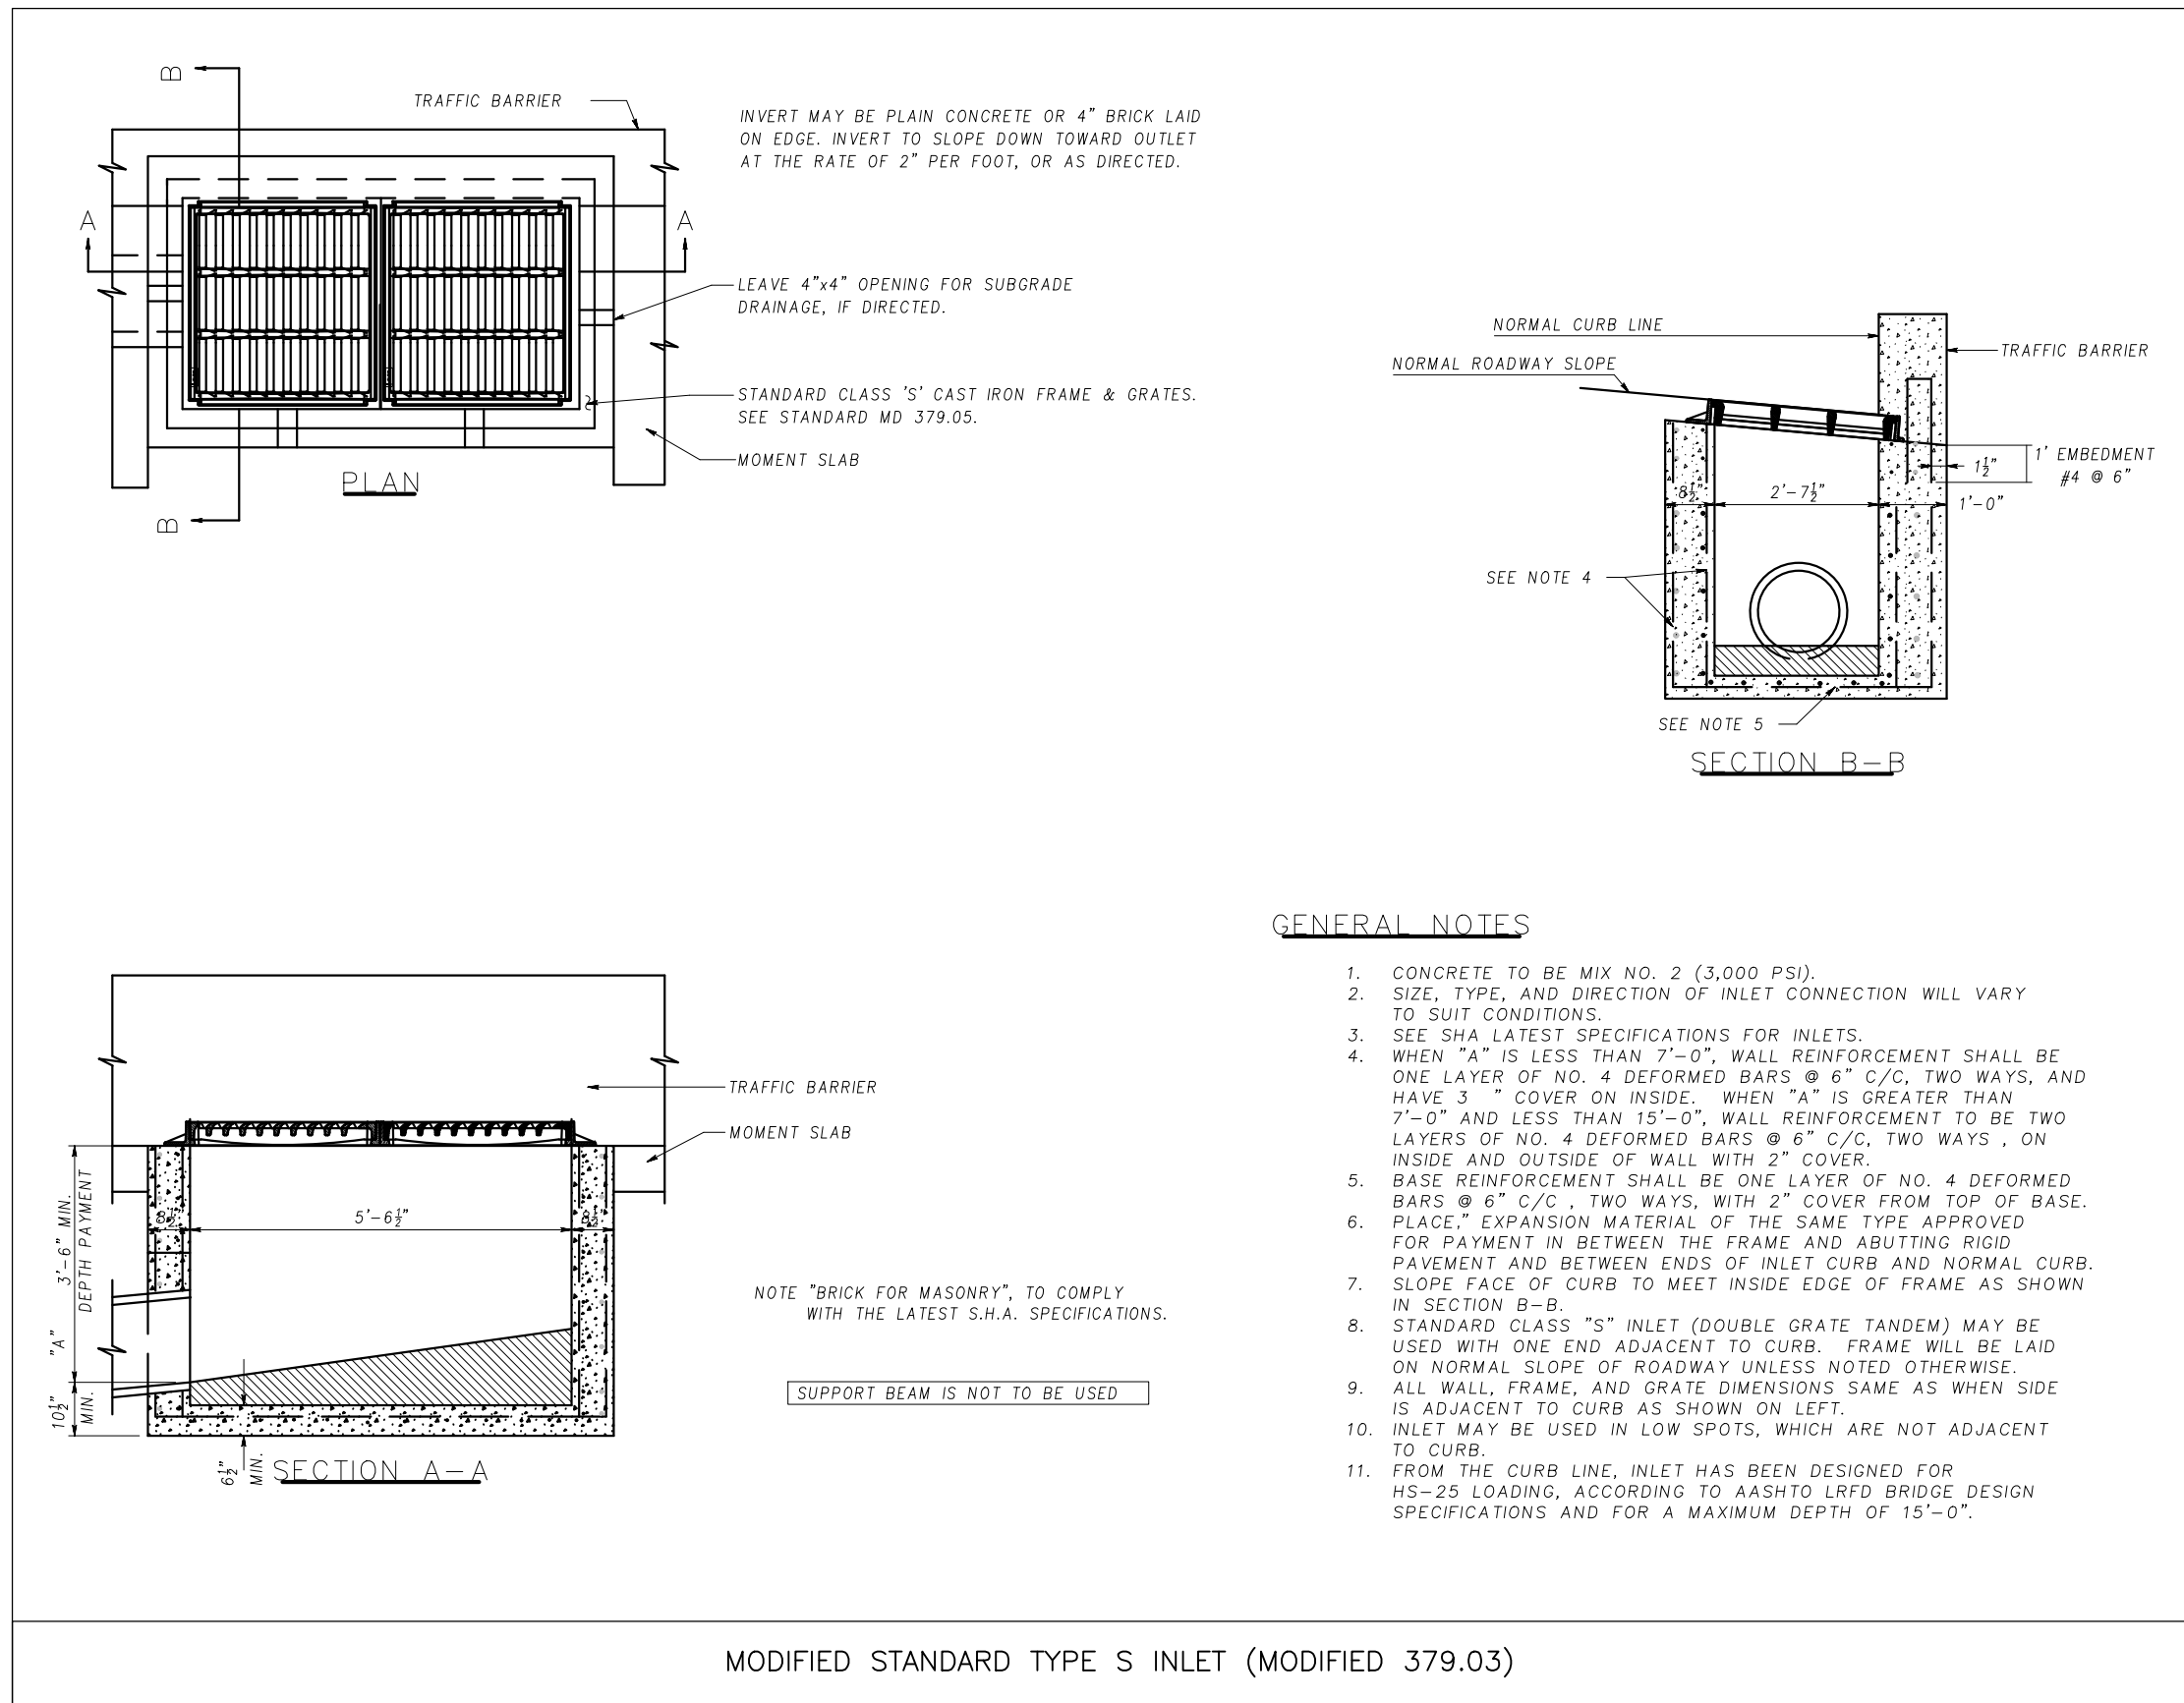 B
TRAFFIC BARRIER
INVERT MAY BE PLAIN CONCRETE OR 4" BRICK LAID
ON EDGE. INVERT TO SLOPE DOWN TOWARD OUTLET
AT THE RATE OF 2" PER FOOT, OR AS DIRECTED.
A
A
LEAVE 4"x4" OPENING FOR SUBGRADE
DRAINAGE, IF DIRECTED.
STANDARD CLASS 'S' CAST IRON FRAME & GRATES.
SEE STANDARD MD 379.05.
MOMENT SLAB
PLAN
B
NORMAL CURB LINE
TRAFFIC BARRIER
NORMAL ROADWAY SLOPE
1' EMBEDMENT
#4 @ 6"
1½"
8½"
2'-7½"
1'-0"
SEE NOTE 4
SEE NOTE 5
SECTION B-B
TRAFFIC BARRIER
MOMENT SLAB
3'-6" MIN.
DEPTH PAYMENT
"A"
8½"
5'-6½"
8½"
10½"
MIN.
6½"
MIN.
SECTION A-A
NOTE "BRICK FOR MASONRY", TO COMPLY
WITH THE LATEST S.H.A. SPECIFICATIONS.
SUPPORT BEAM IS NOT TO BE USED
GENERAL NOTES
1. CONCRETE TO BE MIX NO. 2 (3,000 PSI).
2. SIZE, TYPE, AND DIRECTION OF INLET CONNECTION WILL VARY
TO SUIT CONDITIONS.
3. SEE SHA LATEST SPECIFICATIONS FOR INLETS.
4. WHEN "A" IS LESS THAN 7'-0", WALL REINFORCEMENT SHALL BE
ONE LAYER OF NO. 4 DEFORMED BARS @ 6" C/C, TWO WAYS, AND
HAVE 3 " COVER ON INSIDE. WHEN "A" IS GREATER THAN
7'-0" AND LESS THAN 15'-0", WALL REINFORCEMENT TO BE TWO
LAYERS OF NO. 4 DEFORMED BARS @ 6" C/C, TWO WAYS , ON
INSIDE AND OUTSIDE OF WALL WITH 2" COVER.
5. BASE REINFORCEMENT SHALL BE ONE LAYER OF NO. 4 DEFORMED
BARS @ 6" C/C , TWO WAYS, WITH 2" COVER FROM TOP OF BASE.
6. PLACE," EXPANSION MATERIAL OF THE SAME TYPE APPROVED
FOR PAYMENT IN BETWEEN THE FRAME AND ABUTTING RIGID
PAVEMENT AND BETWEEN ENDS OF INLET CURB AND NORMAL CURB.
7. SLOPE FACE OF CURB TO MEET INSIDE EDGE OF FRAME AS SHOWN
IN SECTION B-B.
8. STANDARD CLASS "S" INLET (DOUBLE GRATE TANDEM) MAY BE
USED WITH ONE END ADJACENT TO CURB. FRAME WILL BE LAID
ON NORMAL SLOPE OF ROADWAY UNLESS NOTED OTHERWISE.
9. ALL WALL, FRAME, AND GRATE DIMENSIONS SAME AS WHEN SIDE
IS ADJACENT TO CURB AS SHOWN ON LEFT.
10. INLET MAY BE USED IN LOW SPOTS, WHICH ARE NOT ADJACENT
TO CURB.
11. FROM THE CURB LINE, INLET HAS BEEN DESIGNED FOR
HS-25 LOADING, ACCORDING TO AASHTO LRFD BRIDGE DESIGN
SPECIFICATIONS AND FOR A MAXIMUM DEPTH OF 15'-0".
MODIFIED STANDARD TYPE S INLET (MODIFIED 379.03)